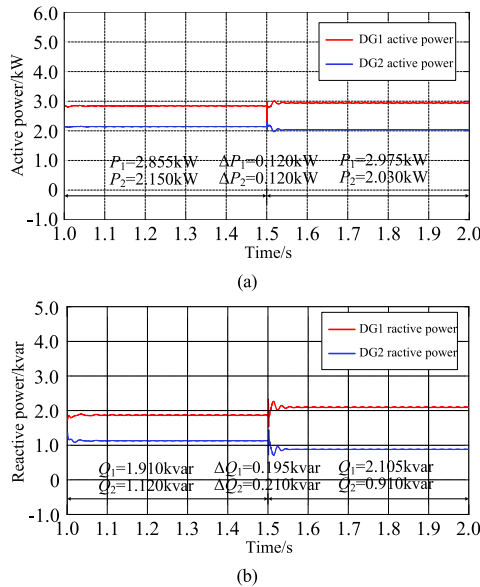 6.0
DG1 active power
5.0
DG2 active power
4.0
3.0
2.0
1.0
P1=2.855kW ΔP1=0.120kW P1=2.975kW
P2=2.150kW ΔP2=0.120kW P2=2.030kW
0
-1.0
1.0 1.1 1.2 1.3 1.4 1.5 1.6 1.7 1.8 1.9 2.0
Active power/kW
Time/s
(a)
5.0
DG1 ractive power
DG2 ractive power
4.0
3.0
2.0
1.0
Q1=1.910kvar ΔQ1=0.195kvar Q1=2.105kvar
Q2=1.120kvar ΔQ2=0.210kvar Q2=0.910kvar
0
-1.0
1.0 1.1 1.2 1.3 1.4 1.5 1.6 1.7 1.8 1.9 2.0
Reactive power/kvar
Time/s
(b)